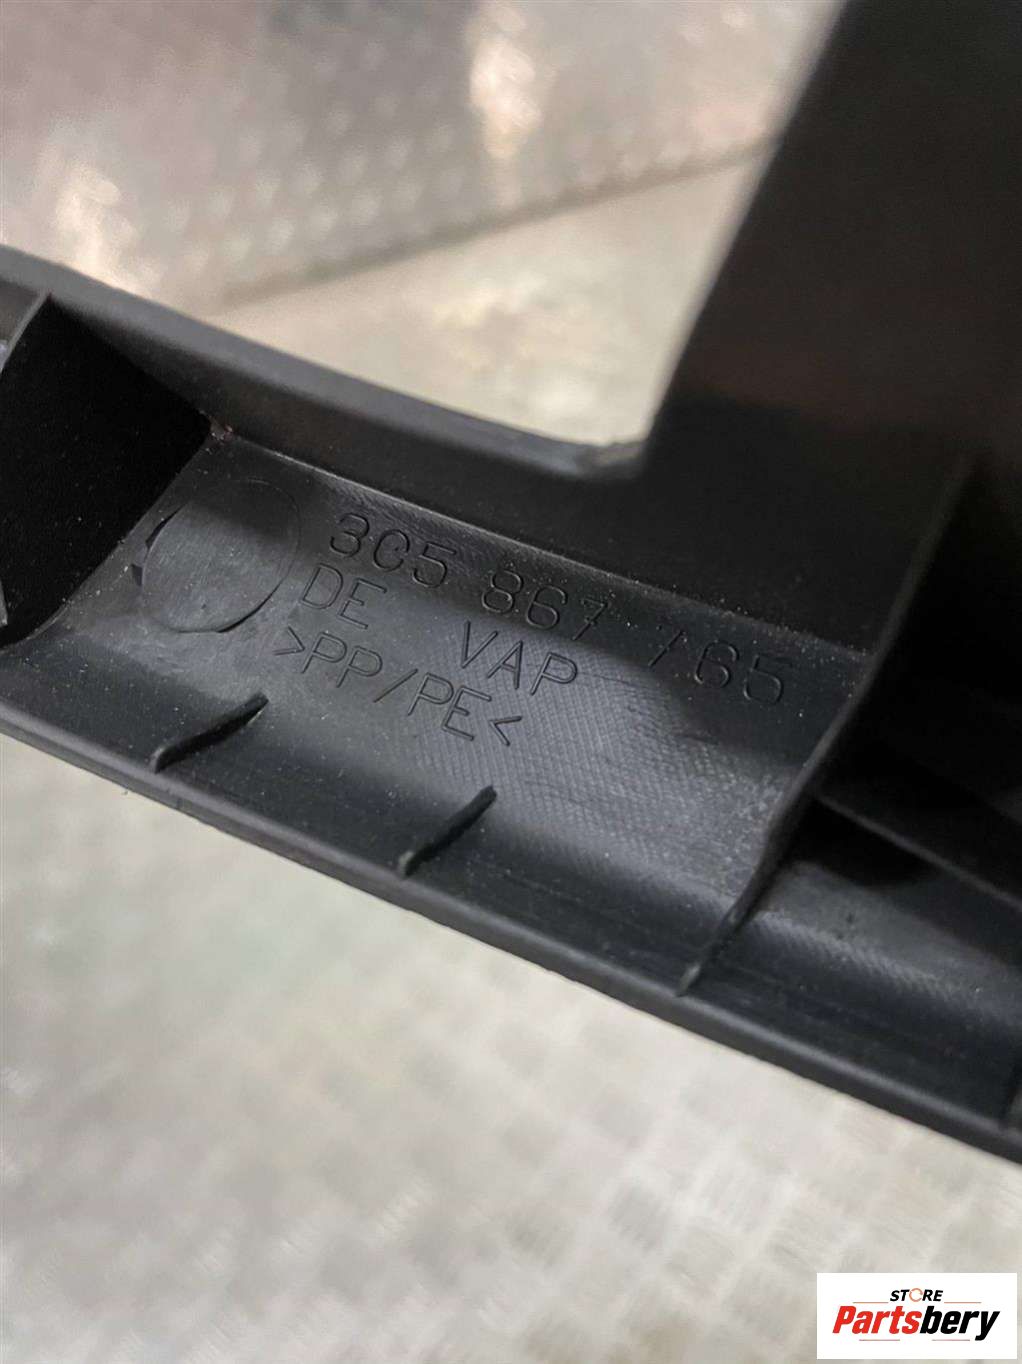 3C5 867 765
DE VAP
>PP/PE<
STORE
Partsbery